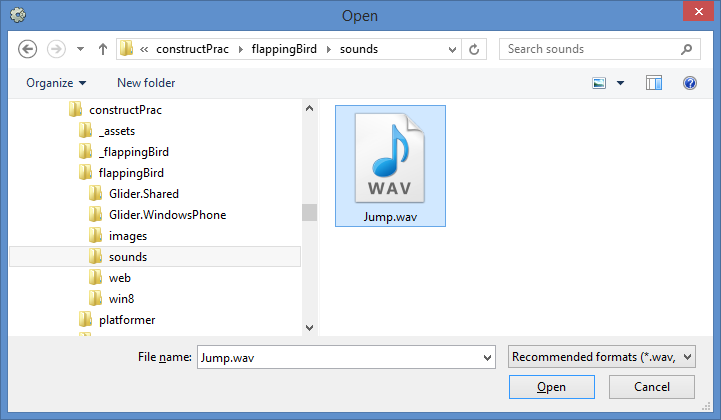 Open
« constructPrac flappingBird sounds
Search sounds
Organize New folder
constructPrac
_assets
_flappingBird
flappingBird
Glider.Shared
Glider.WindowsPhone
images
sounds
web
win8
platformer
WAV
Jump.wav
File name: Jump.wav
Recommended formats (*.wav,
Open Cancel